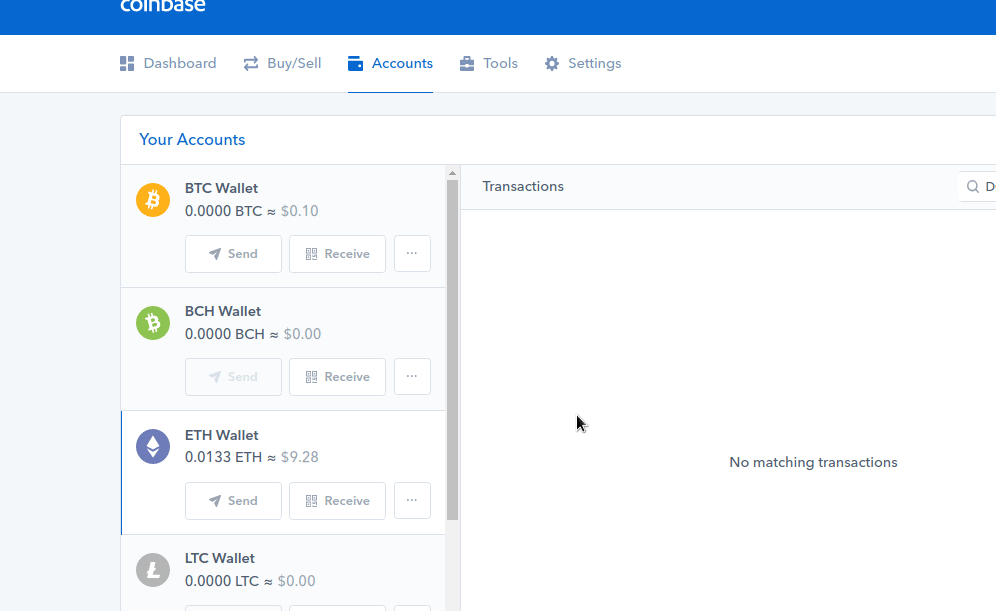 coinbase
Dashboard Buy/Sell Accounts Tools Settings
Your Accounts
Transactions
BTC Wallet
0.0000 BTC ≈ $0.10
Send Receive ...
BCH Wallet
0.0000 BCH ≈ $0.00
Send Receive ...
ETH Wallet
0.0133 ETH ≈ $9.28
Send Receive ...
LTC Wallet
0.0000 LTC ≈ $0.00
No matching transactions